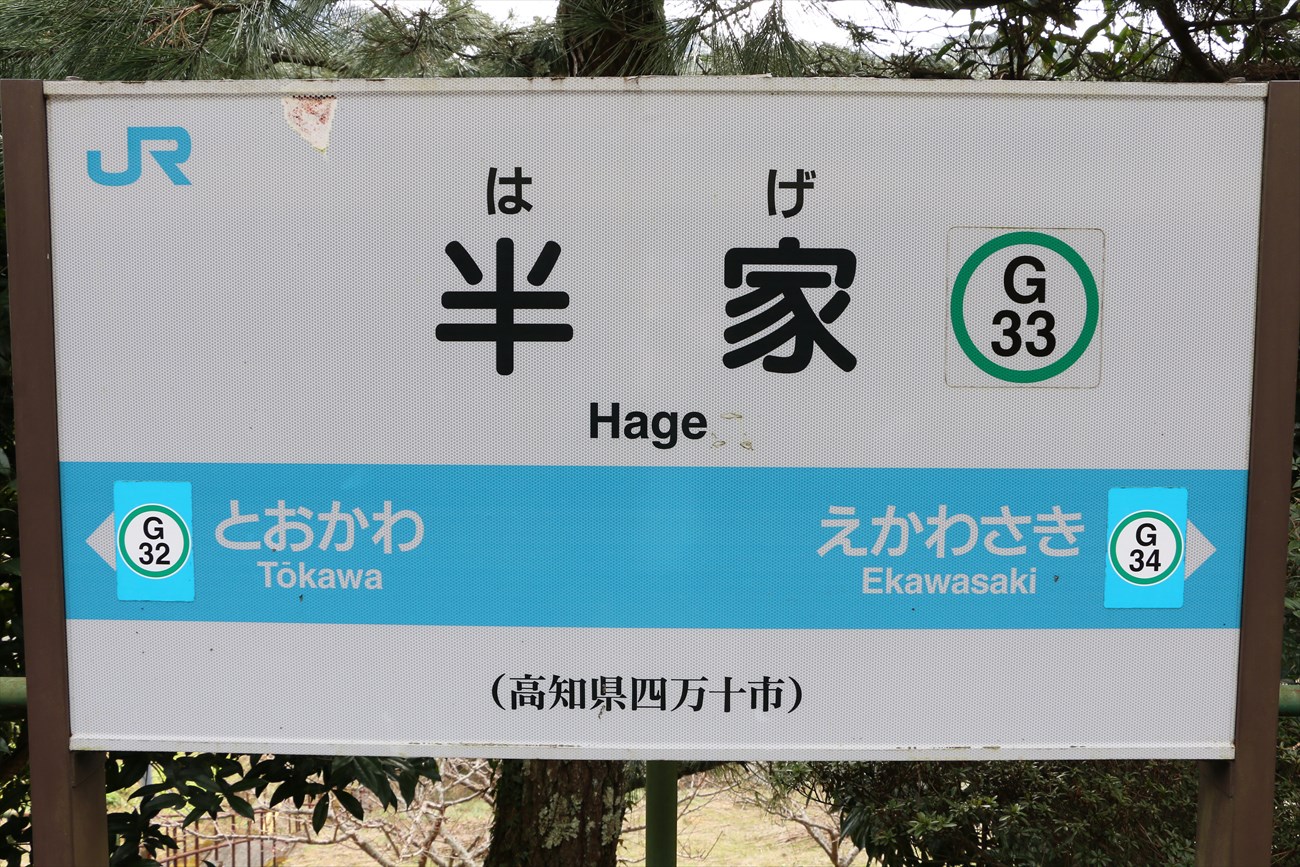 JR
は げ
半 家
G
33
Hage
G
32
とおかわ
Tōkawa
えかわさき
Ekawasaki
G
34
(高知県四万十市)